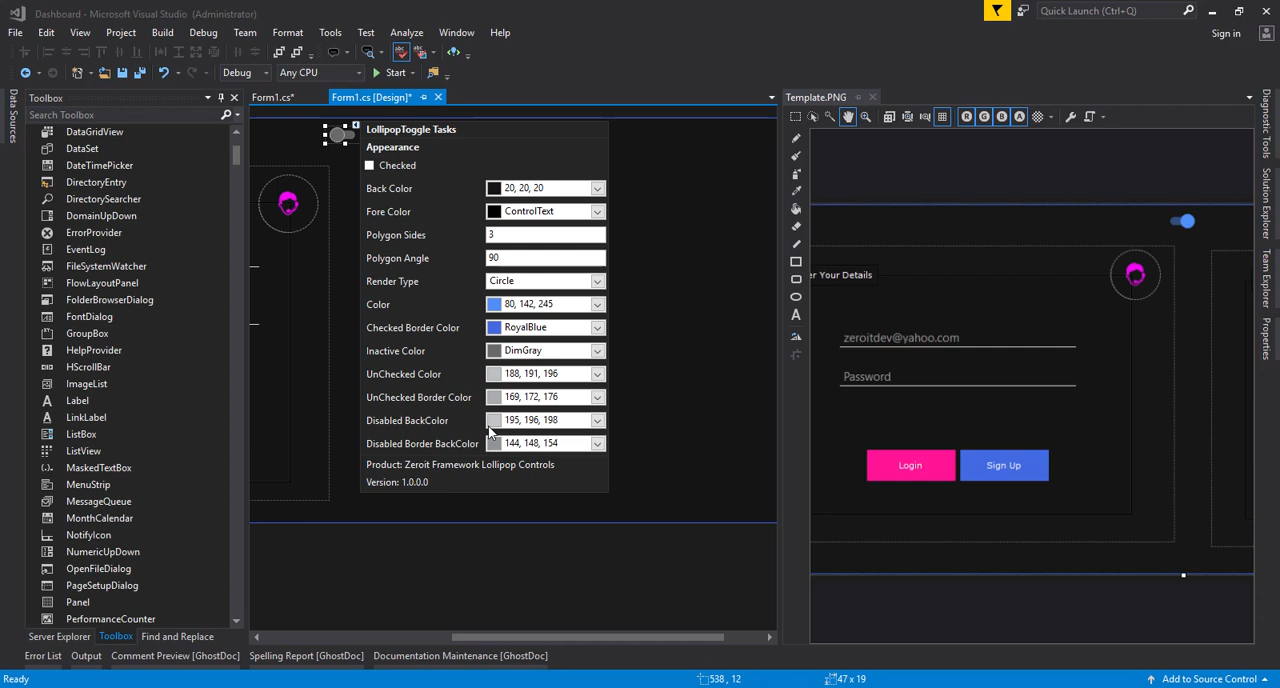 Dashboard - Microsoft Visual Studio (Administrator)
Quick Launch (Ctrl+Q)
File Edit View Project Build Debug Team Format Tools Test Analyze Window Help
Sign in
Debug Any CPU Start
Data Sources
Toolbox
Search Toolbox
DataGridView
DataSet
DateTimePicker
DirectoryEntry
DirectorySearcher
DomainUpDown
ErrorProvider
EventLog
FileSystemWatcher
FlowLayoutPanel
FolderBrowserDialog
FontDialog
GroupBox
HelpProvider
HScrollBar
ImageList
Label
LinkLabel
ListBox
ListView
MaskedTextBox
MenuStrip
MessageQueue
MonthCalendar
NotifyIcon
NumericUpDown
OpenFileDialog
PageSetupDialog
Panel
PerformanceCounter
Server Explorer Toolbox Find and Replace
Form1.cs* Form1.cs [Design]*
LollipopToggle Tasks
Appearance
Checked
Back Color 20, 20, 20
Fore Color ControlText
Polygon Sides 3
Polygon Angle 90
Render Type Circle
Color 80, 142, 245
Checked Border Color RoyalBlue
Inactive Color DimGray
UnChecked Color 188, 191, 196
UnChecked Border Color 169, 172, 176
Disabled BackColor 195, 196, 198
Disabled Border BackColor 144, 148, 154
Product: Zeroit Framework Lollipop Controls
Version: 1.0.0.0
Template.PNG
R G B A
er Your Details
zeroitdev@yahoo.com
Password
Login Sign Up
Diagnostic Tools
Solution Explorer
Team Explorer
Properties
Error List Output Comment Preview [GhostDoc] Spelling Report [GhostDoc] Documentation Maintenance [GhostDoc]
Ready 538 , 12 47 x 19 Add to Source Control